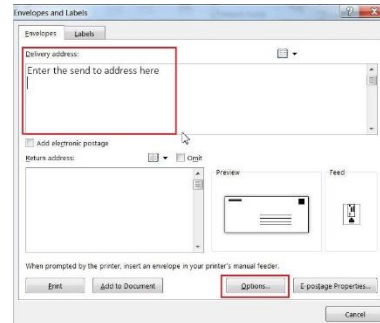 Envelopes and Labels
Envelopes Labels
Delivery address:
Enter the send to address here
Add electronic postage
Return address: Omit
Preview Feed
When prompted by the printer, insert an envelope in your printer's manual feeder.
Print Add to Document Options... E-postage Properties...
Cancel